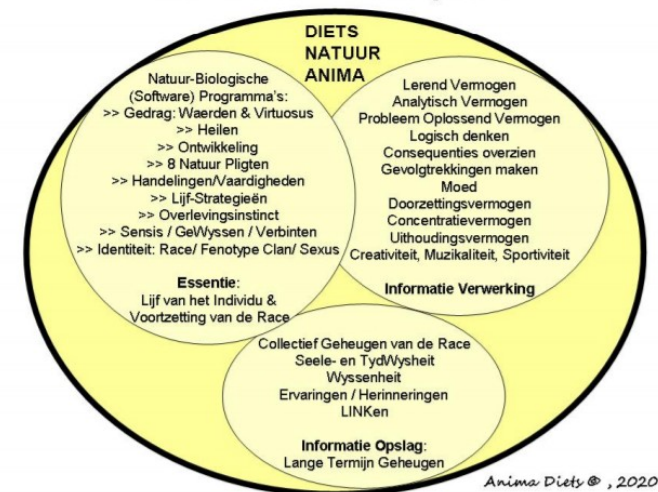 DIETS
NATUUR
ANIMA
Natuur-Biologische
(Software) Programma's:
>> Gedrag: Waerden & Virtuosus
>> Heilen
>> Ontwikkeling
>> 8 Natuur Pligten
>> Handelingen/Vaardigheden
>> Lijf-Strategieën
>> Overlevingsinstinct
>> Sensis / GeWyssen / Verbinten
>> Identiteit: Race/ Fenotype Clan/ Sexus
Essentie:
Lijf van het Individu &
Voortzetting van de Race
Lerend Vermogen
Analytisch Vermogen
Probleem Oplossend Vermogen
Logisch denken
Consequenties overzien
Gevolgtrekkingen maken
Moed
Doorzettingsvermogen
Concentratievermogen
Uithoudingsvermogen
Creativiteit, Muzikaliteit, Sportiviteit
Informatie Verwerking
Collectief Geheugen van de Race
Seele- en TydWysheit
Wyssenheit
Ervaringen / Herinneringen
LINKen
Informatie Opslag:
Lange Termijn Geheugen
Anima Diets @ , 2020